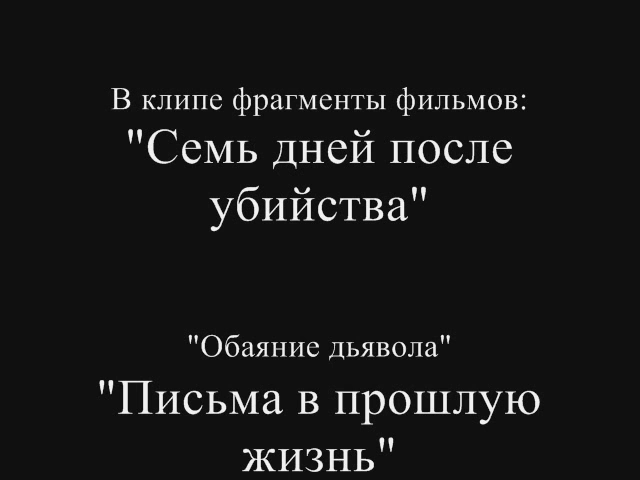 В клипе фрагменты фильмов:
"Семь дней после
убийства"
"Обаяние дьявола"
"Письма в прошлую
жизнь"